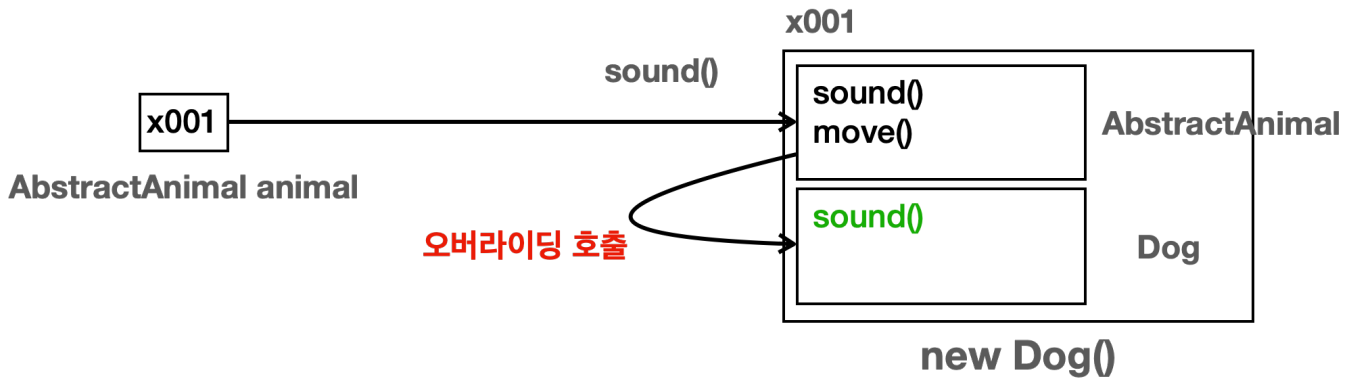 x001
sound()
x001
sound()
move()
AbstractAnimal
AbstractAnimal animal
sound()
오버라이딩 호출
Dog
new Dog()